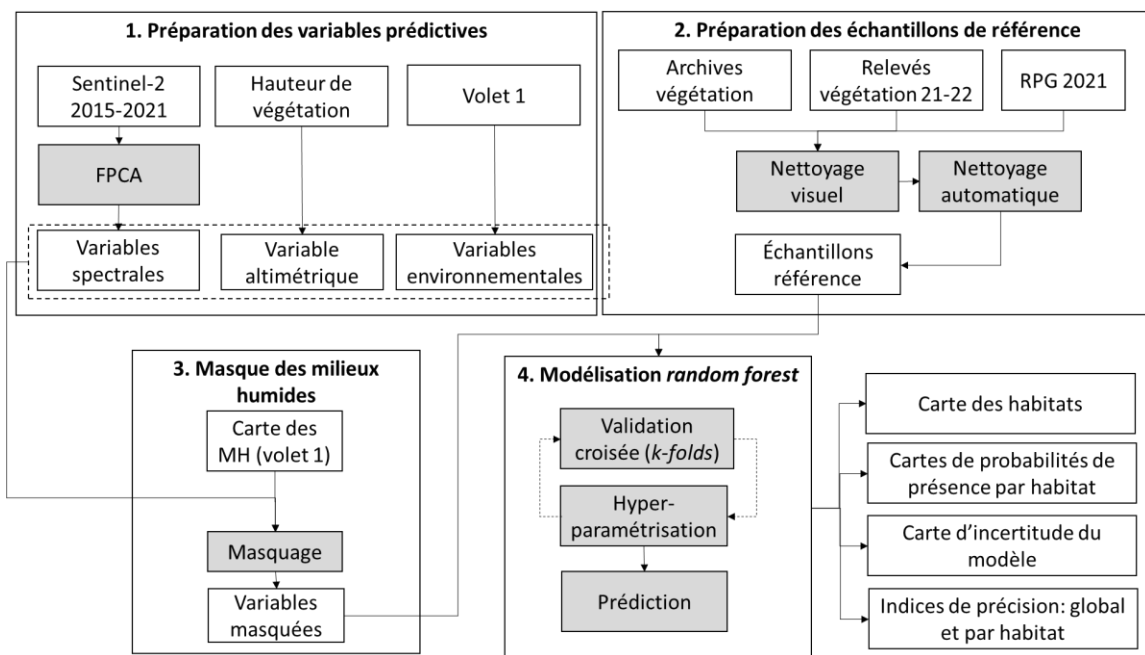 1. Préparation des variables prédictives
Sentinel-2
2015-2021
Hauteur de
végétation
Volet 1
FPCA
Variables
spectrales
Variable
altimétrique
Variables
environnementales
2. Préparation des échantillons de référence
Archives
végétation
Relevés
végétation 21-22
RPG 2021
Nettoyage
visuel
Nettoyage
automatique
Échantillons
référence
3. Masque des milieux
humides
Carte des
MH (volet 1)
Masquage
Variables
masquées
4. Modélisation random forest
Validation
croisée (k-folds)
Hyper-
paramétrisation
Prédiction
Carte des habitats
Cartes de probabilités de
présence par habitat
Carte d’incertitude du
modèle
Indices de précision: global
et par habitat